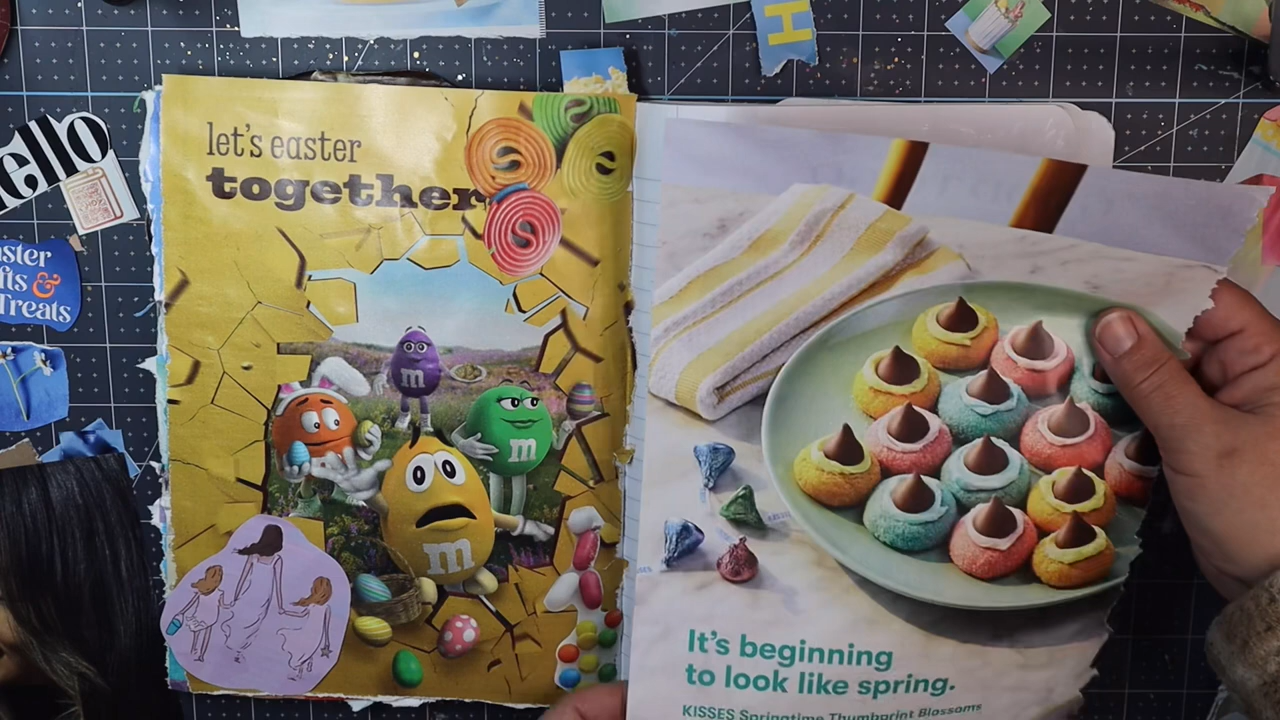 H
let's easter
together
ello
m
m
m
aster
fts &
Treats
It's beginning
to look like spring.
KISSES Springtime Thumbprint Blossoms